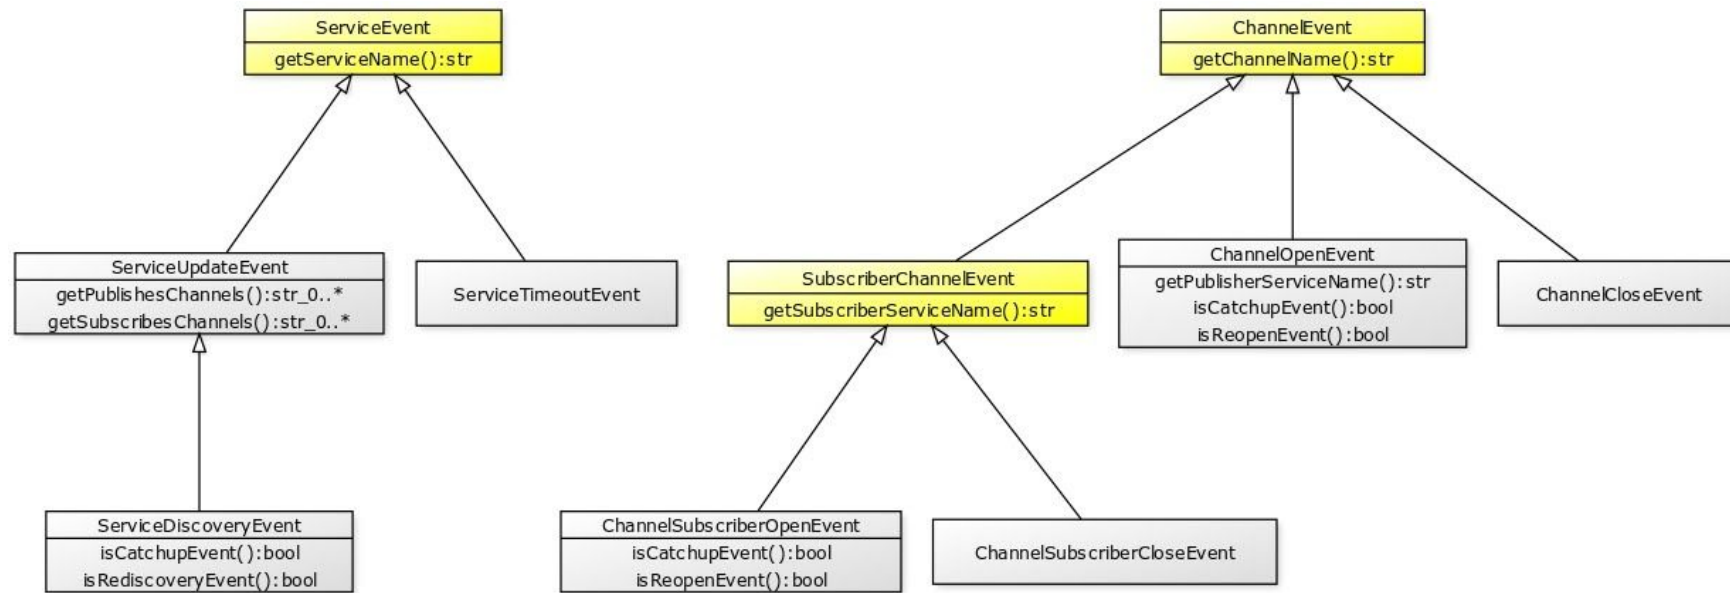 ServiceEvent
getServiceName():str
ChannelEvent
getChannelName():str
ServiceUpdateEvent
getPublishesChannels():str_0..*
getSubscribesChannels():str_0..*
ServiceTimeoutEvent
SubscriberChannelEvent
getSubscriberServiceName():str
ChannelOpenEvent
getPublisherServiceName():str
isCatchupEvent():bool
isReopenEvent():bool
ChannelCloseEvent
ServiceDiscoveryEvent
isCatchupEvent():bool
isRediscoveryEvent():bool
ChannelSubscriberOpenEvent
isCatchupEvent():bool
isReopenEvent():bool
ChannelSubscriberCloseEvent